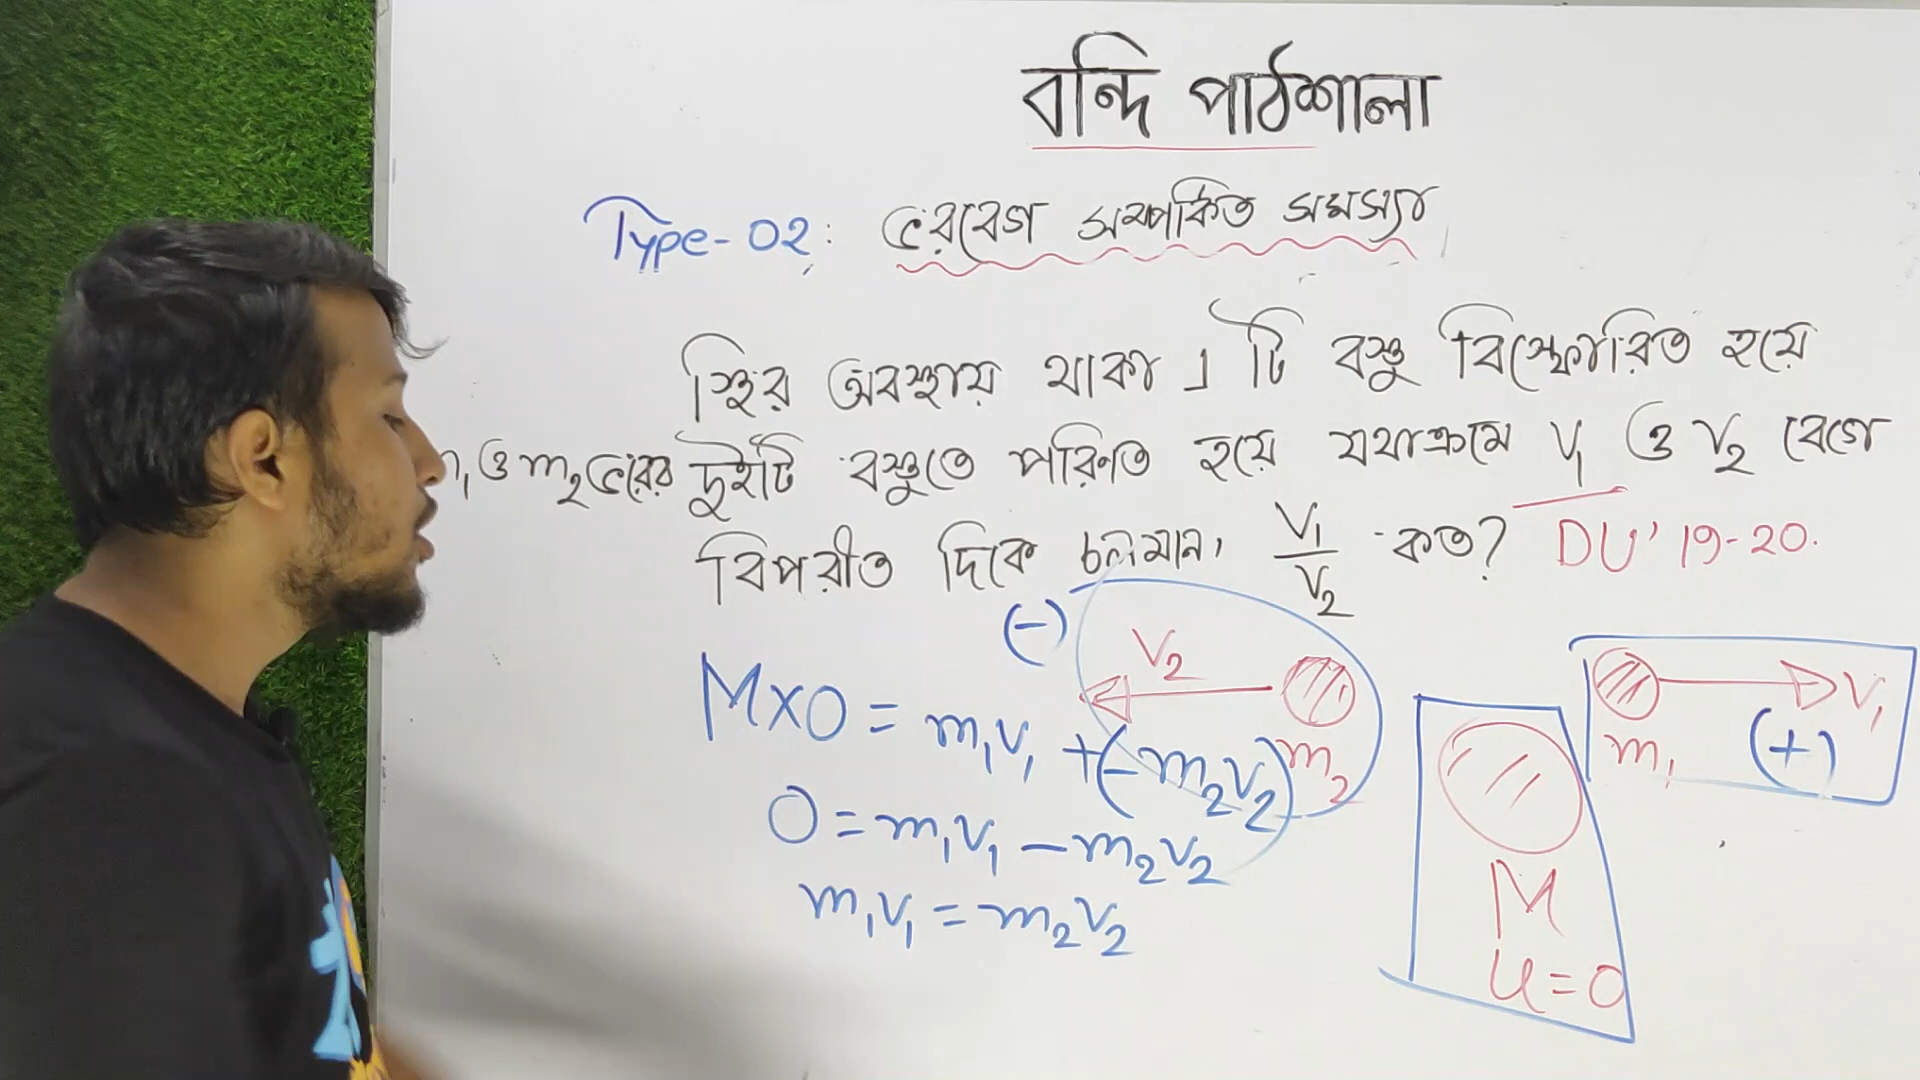 বন্দি পাঠশালা
Type-02: ভরবেগ সম্পর্কিত সমস্যা
স্থির অবস্থায় থাকা 1 টি বস্তু বিস্ফোরিত হয়ে
ও m₂ ভরের দুইটি বস্তুতে পরিণত হয়ে যথাক্রমে V₁ ও V₂ বেগে
বিপরীত দিকে চলমান। V₁/V₂ কত? DU' 19-20.
(-)
V₂
m₂
V₁
m₁ (+)
M×0 = m₁v₁ + (-m₂v₂)
0 = m₁v₁ - m₂v₂
m₁v₁ = m₂v₂
M
u = 0